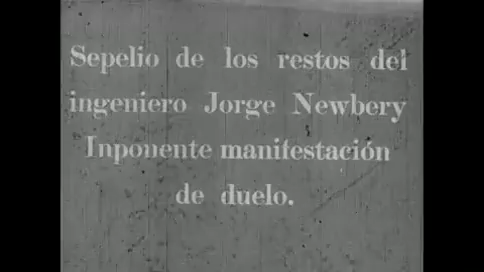 Sepelio de los restos del
ingeniero Jorge Newbery
Inponente manifestación
de duelo.